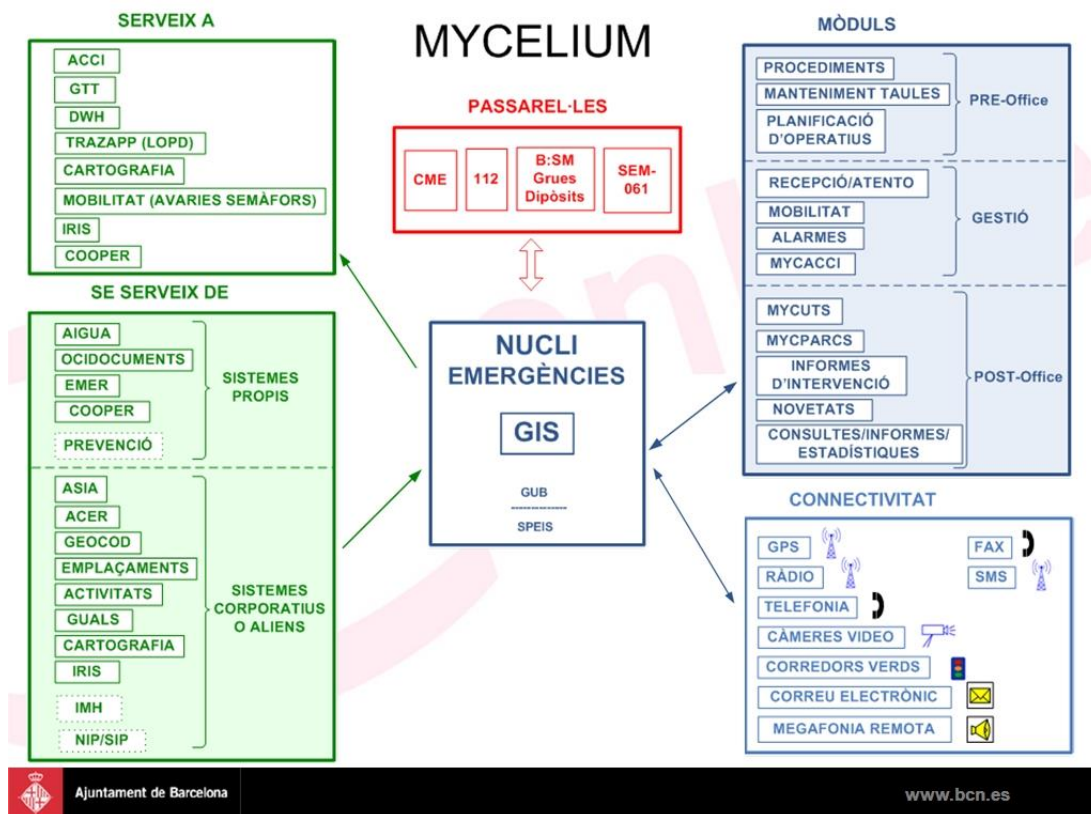 SERVEIX A
ACCI
GTT
DWH
TRAZAPP (LOPD)
CARTOGRAFIA
MOBILITAT (AVARIES SEMÀFORS)
IRIS
COOPER
SE SERVEIX DE
AIGUA
OCIDOCUMENTS
EMER
COOPER
PREVENCIÓ
SISTEMES
PROPIS
ASIA
ACER
GEOCOD
EMPLAÇAMENTS
ACTIVITATS
GUALS
CARTOGRAFIA
IRIS
IMH
NIP/SIP
SISTEMES
CORPORATIUS
O ALIENS
MYCELIUM
PASSAREL·LES
CME
112
B:SM
Grues
Dipòsits
SEM-
061
NUCLI
EMERGÈNCIES
GIS
GUB
SPEIS
MÒDULS
PROCEDIMENTS
MANTENIMENT TAULES
PLANIFICACIÓ
D'OPERATIUS
PRE-Office
RECEPCIÓ/ATENTO
MOBILITAT
ALARMES
MYCACCI
GESTIÓ
MYCUTS
MYCPARCS
INFORMES
D'INTERVENCIÓ
NOVETATS
CONSULTES/INFORMES/
ESTADÍSTIQUES
POST-Office
CONNECTIVITAT
GPS
FAX
RÀDIO
SMS
TELEFONIA
CÀMERES VIDEO
CORREDORS VERDS
CORREU ELECTRÒNIC
MEGAFONIA REMOTA
Ajuntament de Barcelona
www.bcn.es